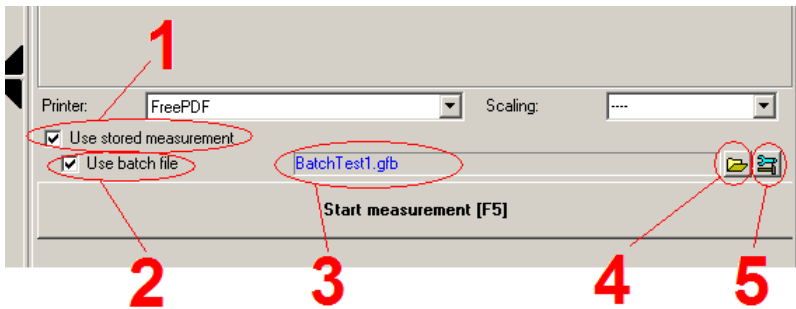 1
Printer: FreePDF Scaling: ----
Use stored measurement
Use batch file BatchTest1.gfb
Start measurement [F5]
2 3 4 5